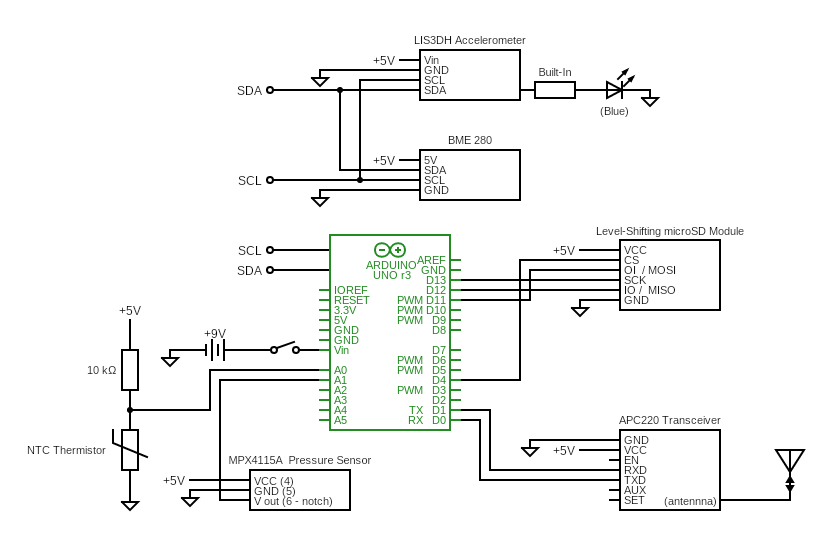 LIS3DH Accelerometer
+5V
Vin
GND
SCL
SDA
SDA
Built-In
(Blue)
BME 280
+5V
5V
SDA
SCL
GND
SCL
SCL
SDA
ARDUINO
UNO r3
AREF
GND
D13
D12
PWM D11
PWM D10
PWM D9
D8
D7
PWM D6
PWM D5
D4
PWM D3
D2
TX D1
RX D0
IOREF
RESET
3.3V
5V
GND
GND
Vin
A0
A1
A2
A3
A4
A5
Level-Shifting microSD Module
+5V
VCC
CS
OI / MOSI
SCK
IO / MISO
GND
+5V
+9V
10 kΩ
NTC Thermistor
MPX4115A Pressure Sensor
+5V
VCC (4)
GND (5)
V out (6 - notch)
APC220 Transceiver
+5V
GND
VCC
EN
RXD
TXD
AUX
SET (antennna)